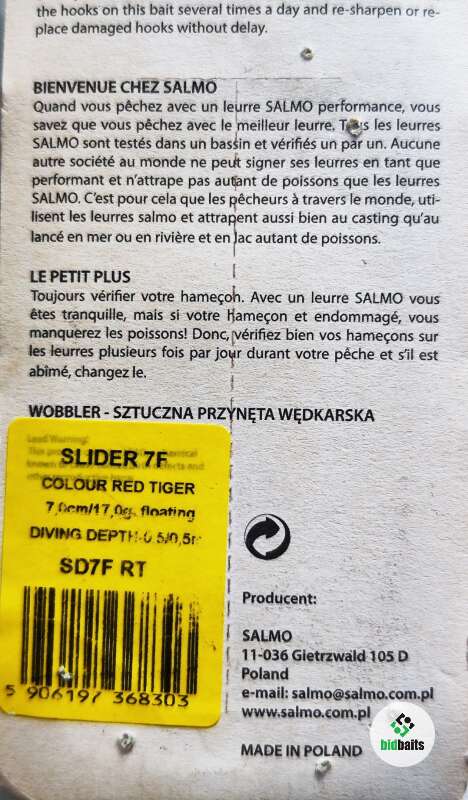 the hooks on this bait several times a day and re-sharpen or re-
place damaged hooks without delay.
BIENVENUE CHEZ SALMO
Quand vous pêchez avec un leurre SALMO performance, vous
savez que vous pêchez avec le meilleur leurre. Tous les leurres
SALMO sont testés dans un bassin et vérifiés un par un. Aucune
autre société au monde ne peut signer ses leurres en tant que
performant et n'attrape pas autant de poissons que les leurres
SALMO. C'est pour cela que les pêcheurs à travers le monde, uti-
lisent les leurres salmo et attrapent aussi bien au casting qu'au
lancé en mer ou en rivière et en lac autant de poissons.
LE PETIT PLUS
Toujours vérifier votre hameçon. Avec un leurre SALMO vous
êtes tranquille, mais si votre hameçon et endommagé, vous
manquerez les poissons! Donc, vérifiez bien vos hameçons sur
les leurres plusieurs fois par jour durant votre pêche et s'il est
abîmé, changez le.
WOBBLER - SZTUCZNA PRZYNĘTA WĘDKARSKA
Lead Warning!
SLIDER 7F
COLOUR RED TIGER
7,0cm/17,0g. floating
DIVING DEPTH-0,5/0,5m
SD7F RT
5 906197 368303
Producent:
SALMO
11-036 Gietrzwałd 105 D
Poland
e-mail: salmo@salmo.com.pl
www.salmo.com.pl
MADE IN POLAND
bidbaits